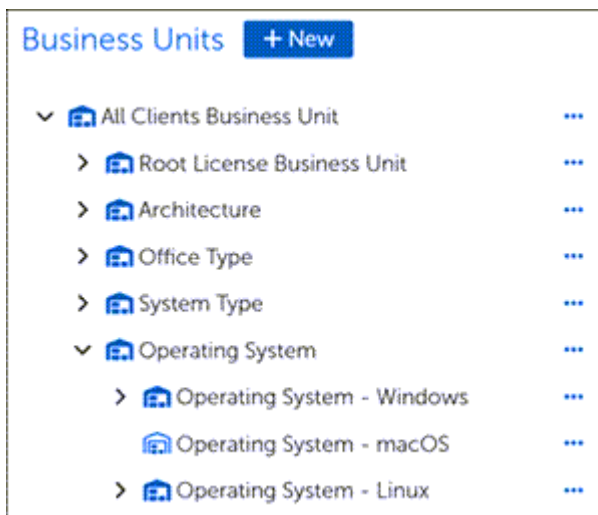 Business Units + New
All Clients Business Unit
Root License Business Unit
Architecture
Office Type
System Type
Operating System
Operating System - Windows
Operating System - macOS
Operating System - Linux